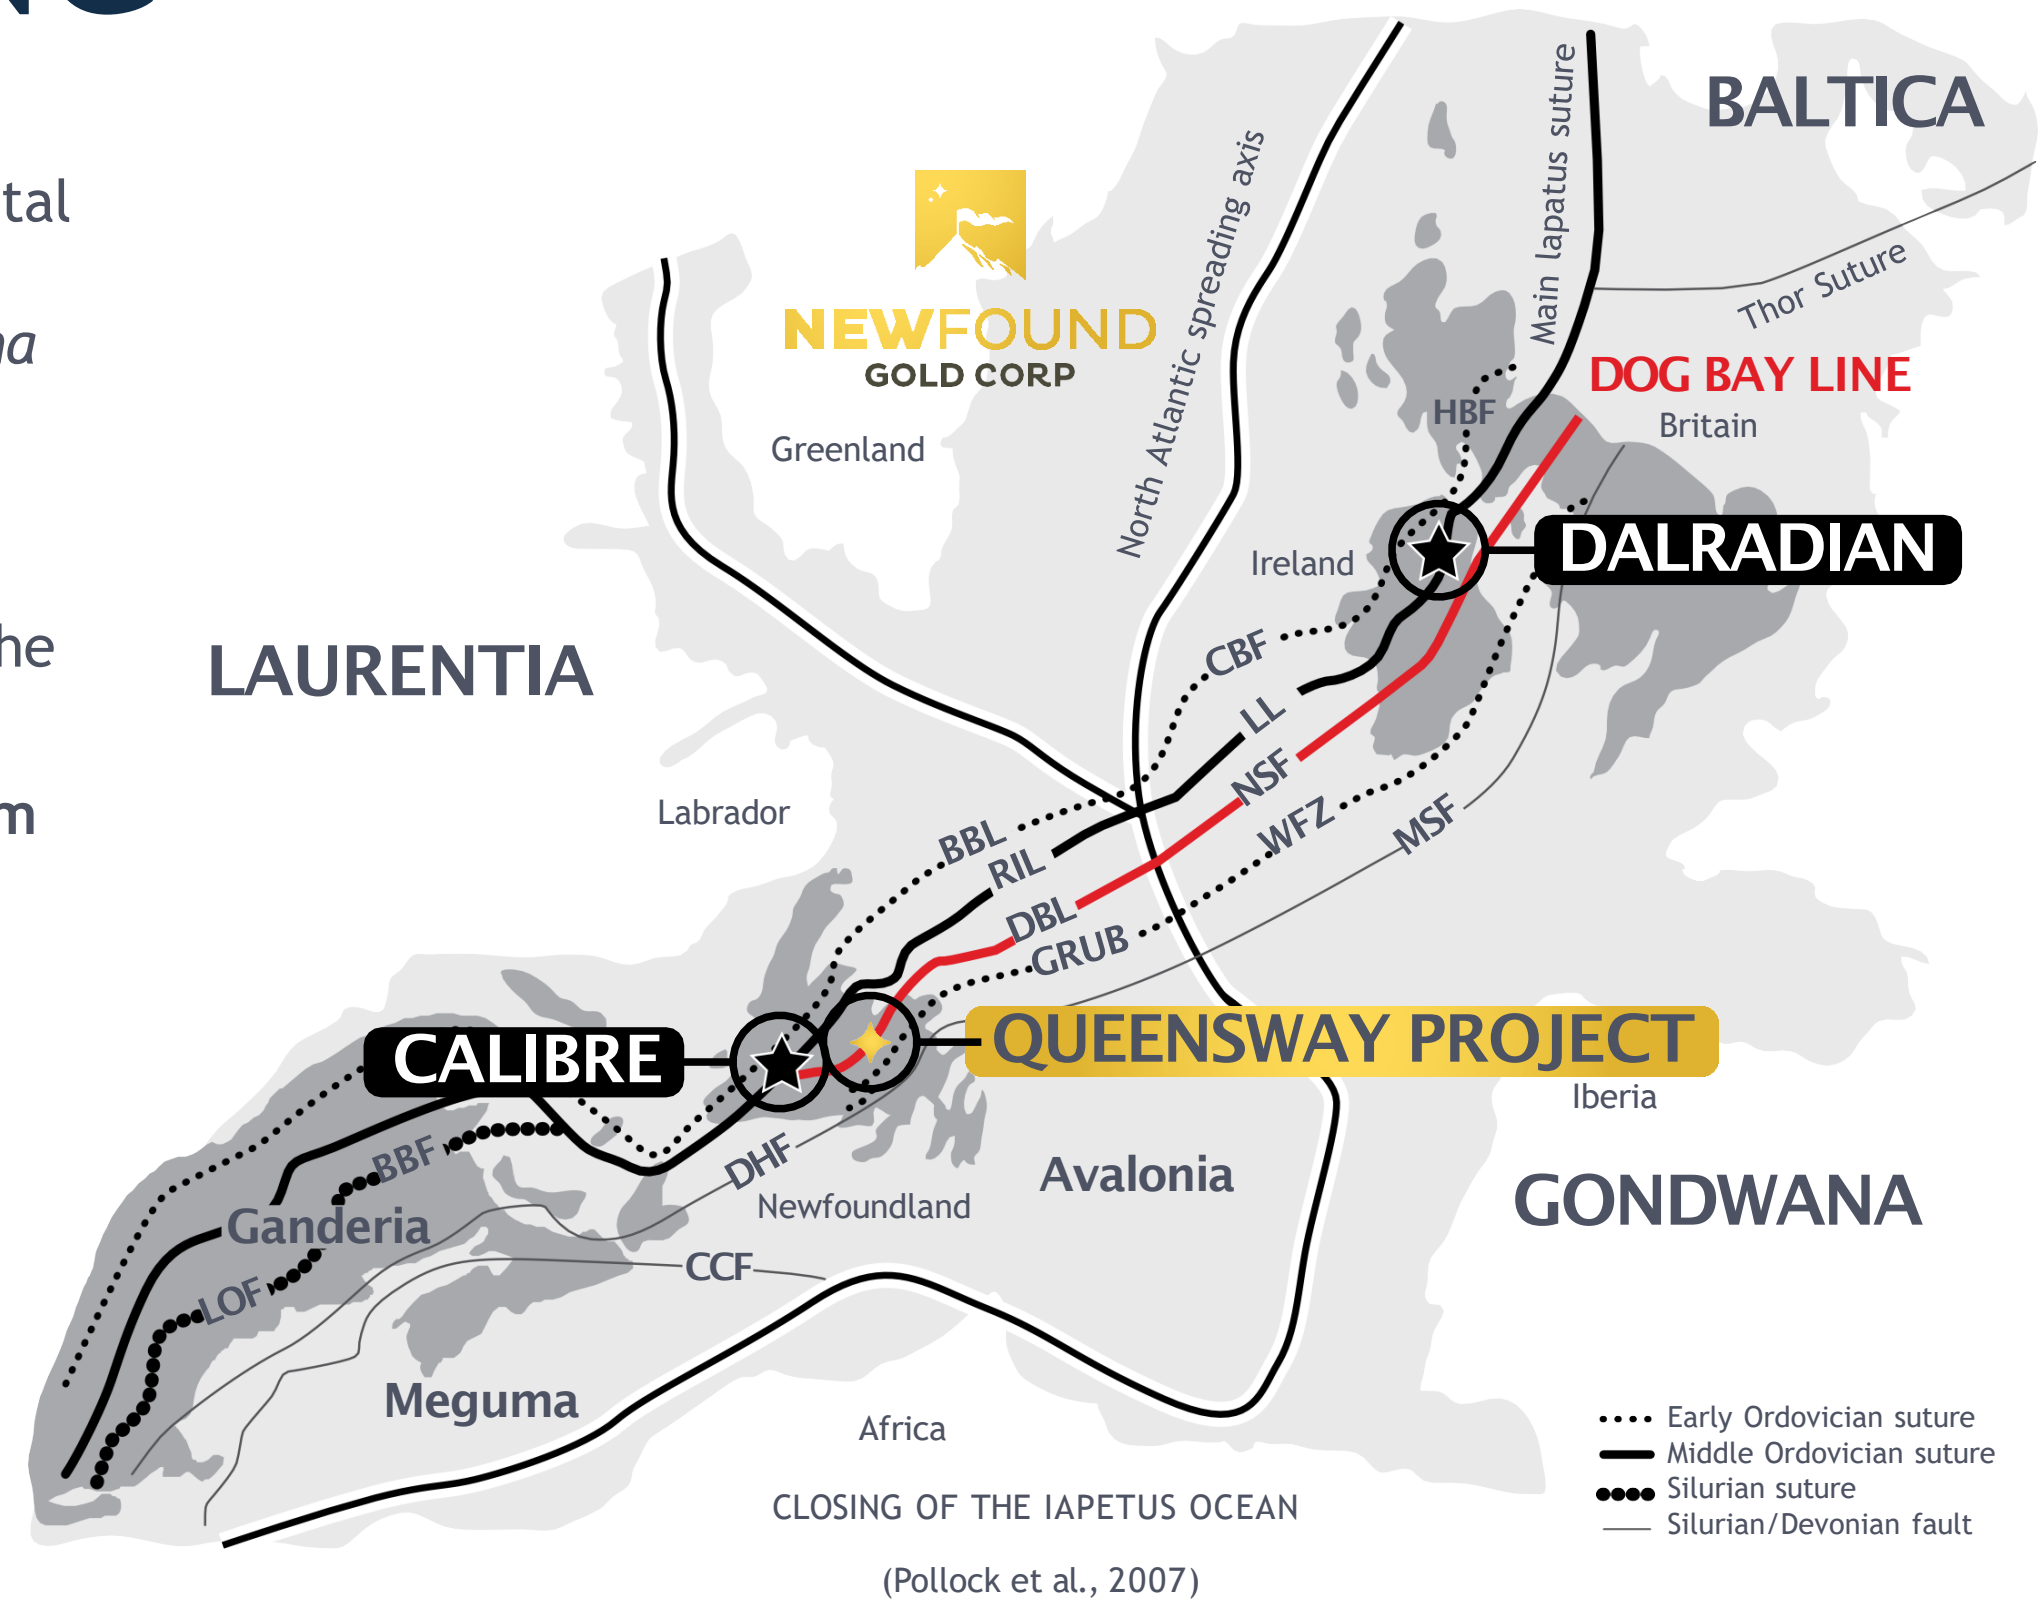 tal
na
he
m
BALTICA
Main lapatus suture
North Atlantic spreading axis
Thor Suture
NEWFOUND
GOLD CORP
DOG BAY LINE
Greenland
HBF
Britain
DALRADIAN
Ireland
LAURENTIA
CBF
LL
NSF
Labrador
BBL
WFZ
MSF
RIL
DBL
GRUB
QUEENSWAY PROJECT
CALIBRE
Iberia
BBF
DHF
Avalonia
Newfoundland
GONDWANA
Ganderia
CCF
LOF
Meguma
Africa
Early Ordovician suture
Middle Ordovician suture
Silurian suture
Silurian/Devonian fault
CLOSING OF THE IAPETUS OCEAN
(Pollock et al., 2007)